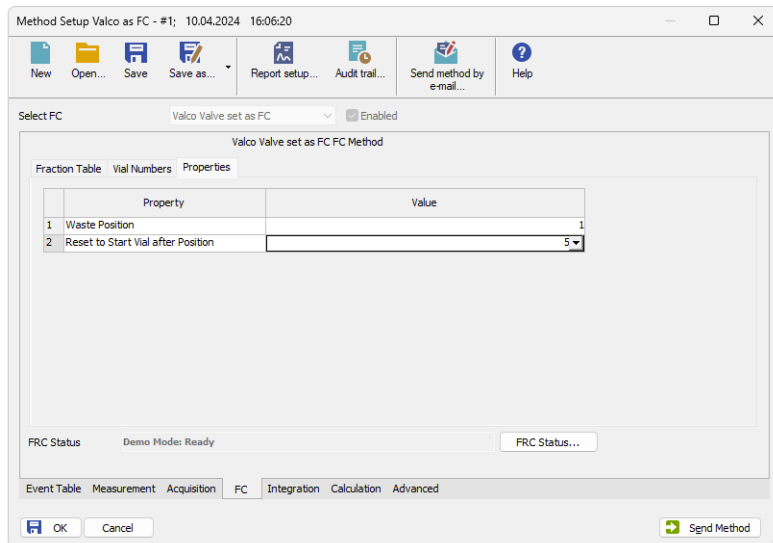 Method Setup Valco as FC - #1; 10.04.2024 16:06:20
New Open... Save Save as... Report setup... Audit trail... Send method by e-mail... Help
Select FC Valco Valve set as FC Enabled
Valco Valve set as FC FC Method
Fraction Table Vial Numbers Properties
Property Value
1 Waste Position 1
2 Reset to Start Vial after Position 5
FRC Status Demo Mode: Ready FRC Status...
Event Table Measurement Acquisition FC Integration Calculation Advanced
OK Cancel Send Method